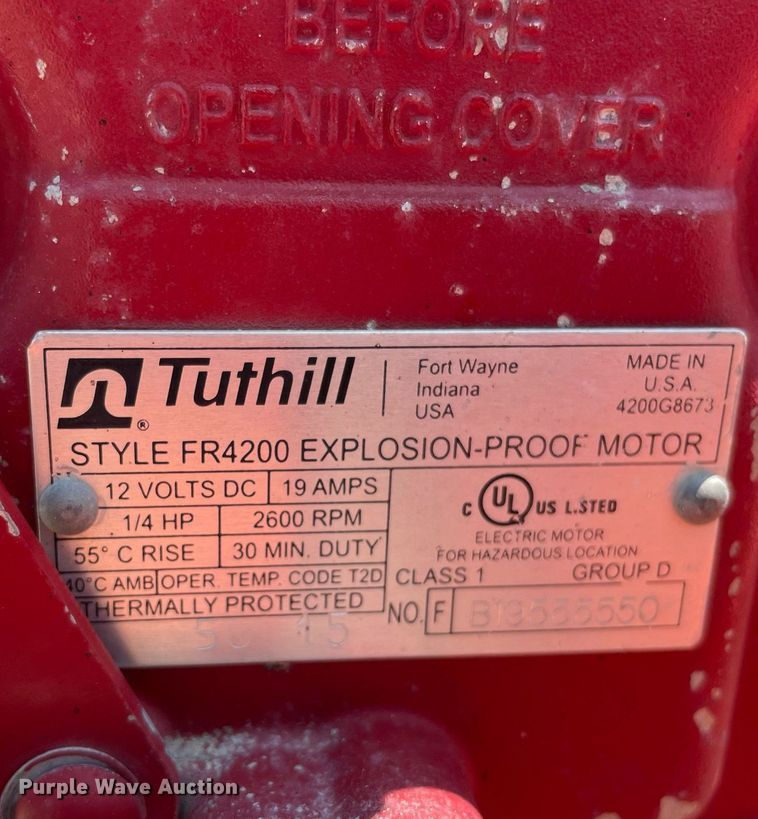 BEFORE
OPENING COVER
Tuthill
®
Fort Wayne
Indiana
USA
MADE IN
U.S.A.
4200G8673
STYLE FR4200 EXPLOSION-PROOF MOTOR
12 VOLTS DC 19 AMPS
1/4 HP 2600 RPM
55° C RISE 30 MIN. DUTY
40°C AMB OPER. TEMP. CODE T2D
THERMALLY PROTECTED
C UL US LISTED
ELECTRIC MOTOR
FOR HAZARDOUS LOCATION
CLASS 1 GROUP D
NO. F
Purple Wave Auction